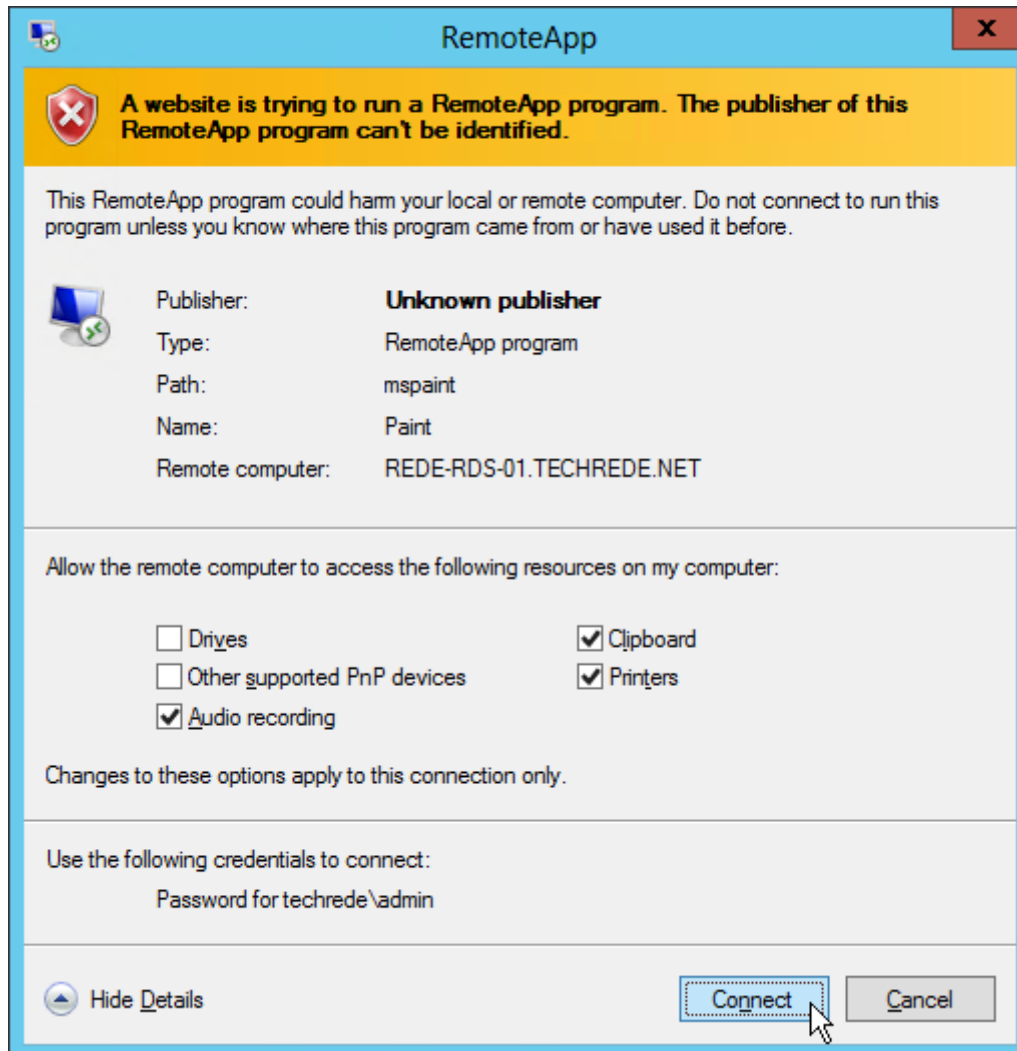 RemoteApp
x
A website is trying to run a RemoteApp program. The publisher of this
RemoteApp program can't be identified.
This RemoteApp program could harm your local or remote computer. Do not connect to run this
program unless you know where this program came from or have used it before.
Publisher: Unknown publisher
Type: RemoteApp program
Path: mspaint
Name: Paint
Remote computer: REDE-RDS-01.TECHREDE.NET
Allow the remote computer to access the following resources on my computer:
Drives Clipboard
Other supported PnP devices Printers
Audio recording
Changes to these options apply to this connection only.
Use the following credentials to connect:
Password for techrede\admin
Hide Details Connect Cancel